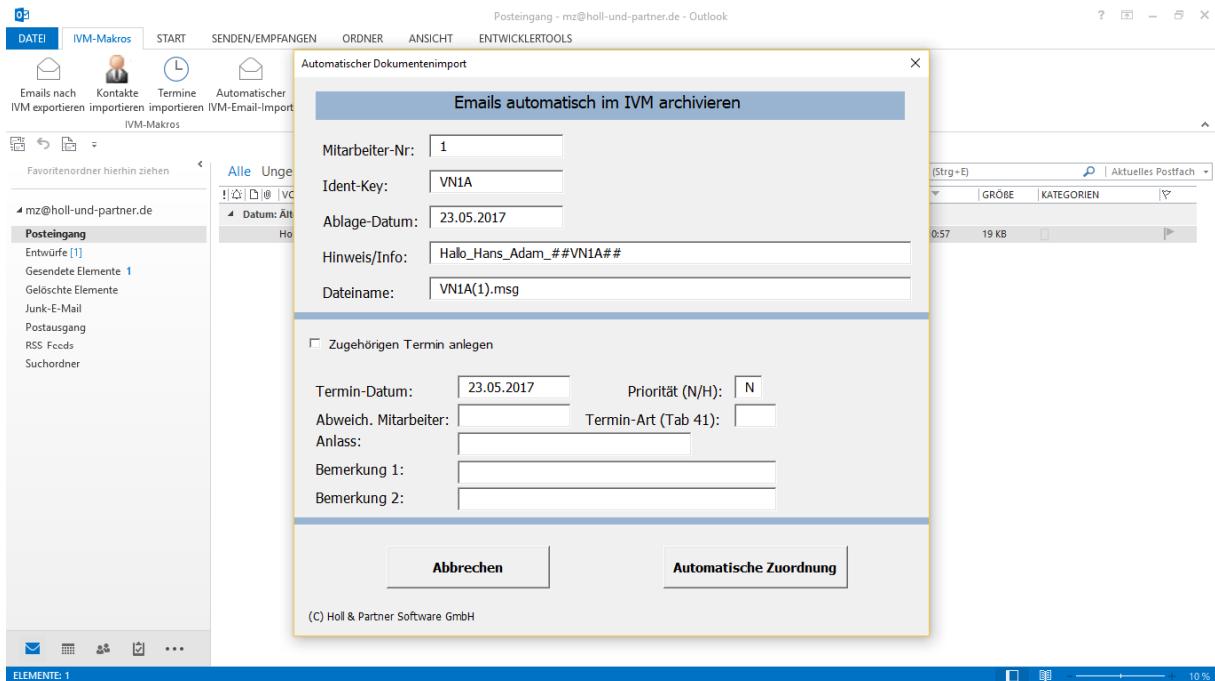 Posteingang - mz@holl-und-partner.de - Outlook
DATEI IVM-Makros START SENDEN/EMPFANGEN ORDNER ANSICHT ENTWICKLERTOOLS
Emails nach IVM exportieren
Kontakte importieren
Termine importieren
Automatischer IVM-Email-Import
IVM-Makros
Favoritenordner hierhin ziehen
mz@holl-und-partner.de
Posteingang
Entwürfe [1]
Gesendete Elemente 1
Gelöschte Elemente
Junk-E-Mail
Postausgang
RSS Feeds
Suchordner
Alle Unge
(Strg+E)
Aktuelles Postfach
VO
GRÖßE KATEGORIEN
Datum: Ält
Ho
0:57 19 KB
Automatischer Dokumentenimport
Emails automatisch im IVM archivieren
Mitarbeiter-Nr: 1
Ident-Key: VN1A
Ablage-Datum: 23.05.2017
Hinweis/Info: Hallo_Hans_Adam_##VN1A##
Dateiname: VN1A(1).msg
Zugehörigen Termin anlegen
Termin-Datum: 23.05.2017 Priorität (N/H): N
Abweich. Mitarbeiter: Termin-Art (Tab 41):
Anlass:
Bemerkung 1:
Bemerkung 2:
Abbrechen Automatische Zuordnung
(C) Holl & Partner Software GmbH
ELEMENTE: 1
10 %